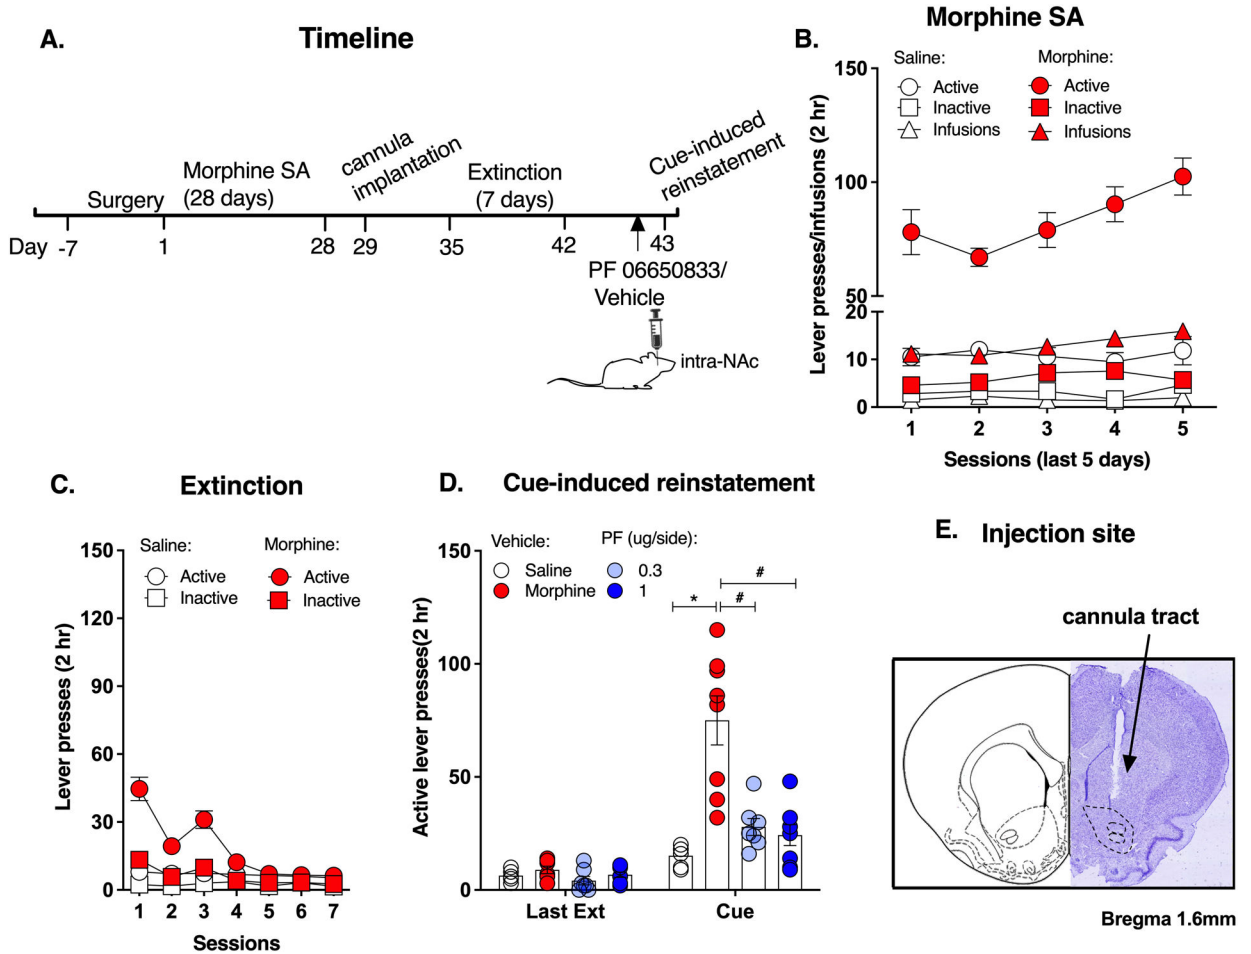 A.
Timeline
Surgery
Morphine SA
(28 days)
cannula
implantation
Extinction
(7 days)
Cue-induced
reinstatement
Day -7 1 28 29 35 42 43
PF 06650833/
Vehicle
intra-NAc
B.
Morphine SA
Saline: Morphine:
Active Active
Inactive Inactive
Infusions Infusions
Lever presses/infusions (2 hr)
150
100
50
20
10
0
1 2 3 4 5
Sessions (last 5 days)
C.
Extinction
Saline: Morphine:
Active Active
Inactive Inactive
Lever presses (2 hr)
150
120
90
60
30
0
1 2 3 4 5 6 7
Sessions
D.
Cue-induced reinstatement
Vehicle: PF (ug/side):
Saline 0.3
Morphine 1
Active lever presses(2 hr)
150
100
50
0
* # #
Last Ext Cue
E.
Injection site
cannula tract
Bregma 1.6mm